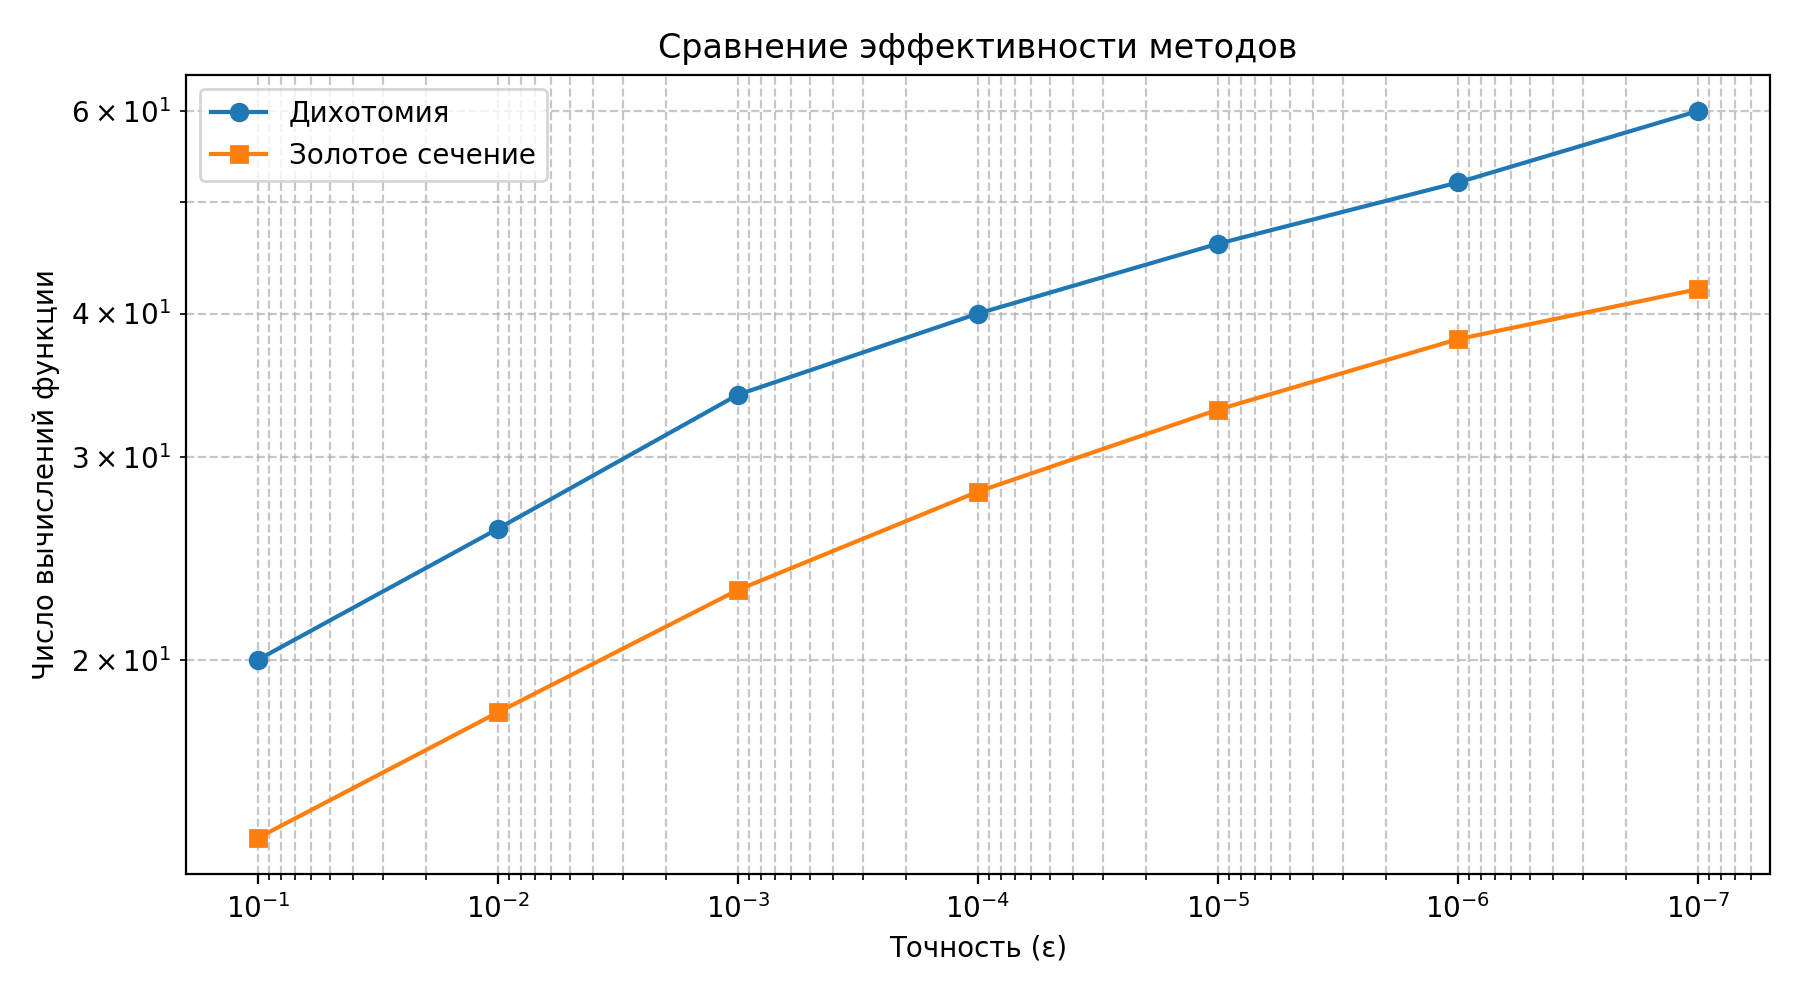 Сравнение эффективности методов
Дихотомия
Золотое сечение
Число вычислений функции
6 × 10¹
4 × 10¹
3 × 10¹
2 × 10¹
10⁻¹ 10⁻² 10⁻³ 10⁻⁴ 10⁻⁵ 10⁻⁶ 10⁻⁷
Точность (ε)